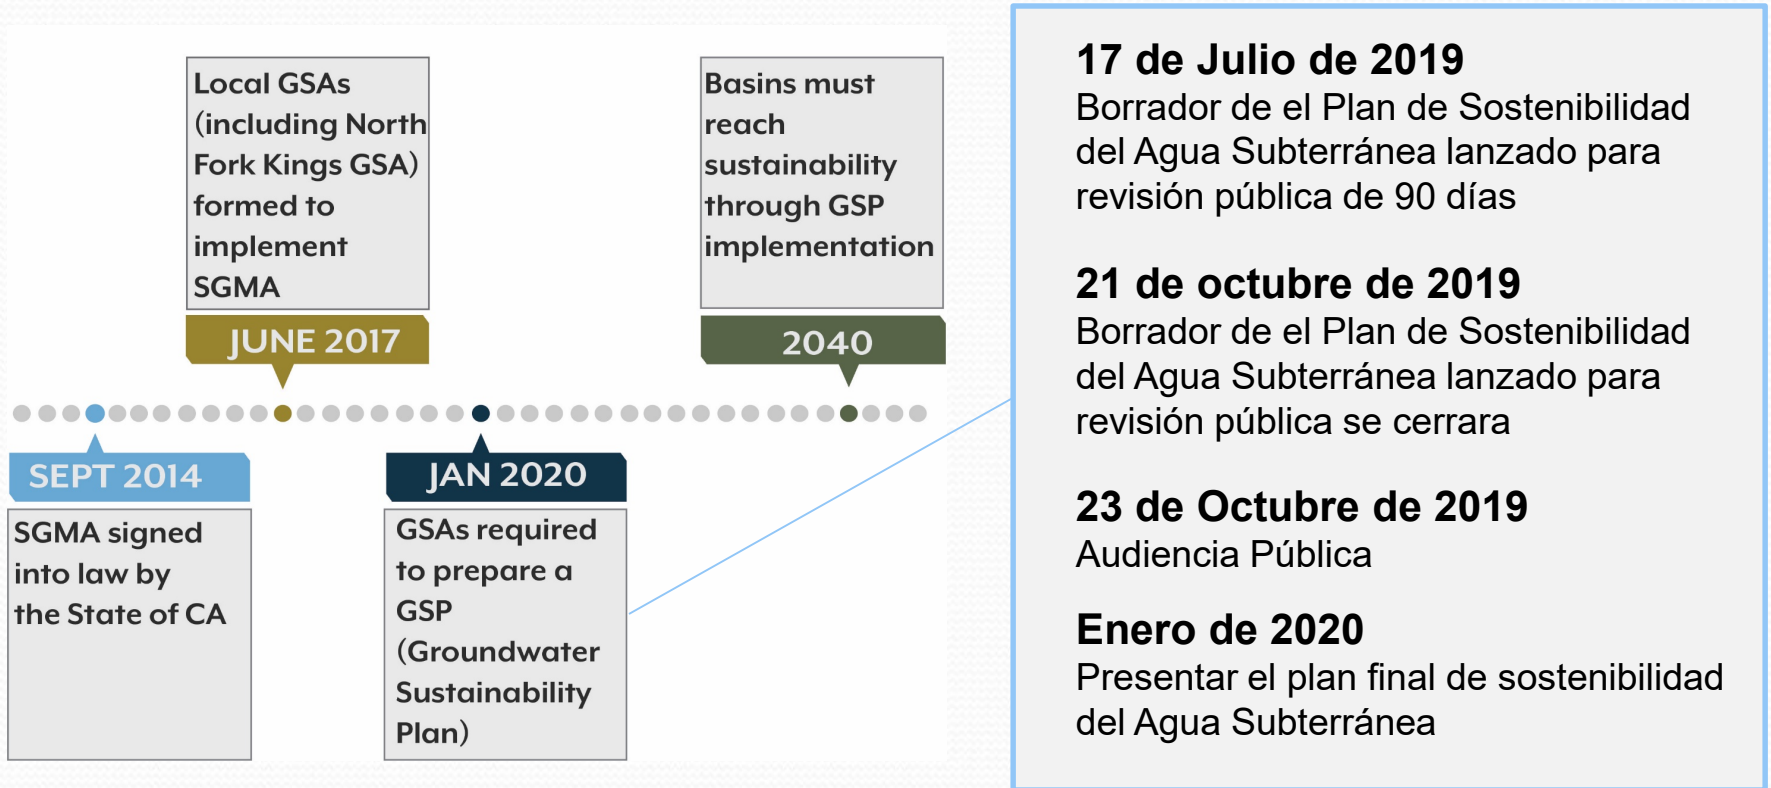 Local GSAs
(including North
Fork Kings GSA)
formed to
implement
SGMA
JUNE 2017
Basins must
reach
sustainability
through GSP
implementation
2040
SEPT 2014
SGMA signed
into law by
the State of CA
JAN 2020
GSAs required
to prepare a
GSP
(Groundwater
Sustainability
Plan)
17 de Julio de 2019
Borrador de el Plan de Sostenibilidad
del Agua Subterránea lanzado para
revisión pública de 90 días
21 de octubre de 2019
Borrador de el Plan de Sostenibilidad
del Agua Subterránea lanzado para
revisión pública se cerrara
23 de Octubre de 2019
Audiencia Pública
Enero de 2020
Presentar el plan final de sostenibilidad
del Agua Subterránea